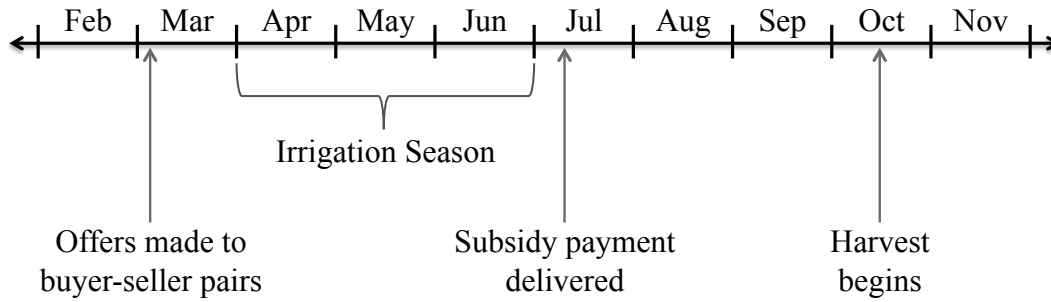 Feb Mar Apr May Jun Jul Aug Sep Oct Nov
Irrigation Season
Offers made to
buyer-seller pairs
Subsidy payment
delivered
Harvest
begins